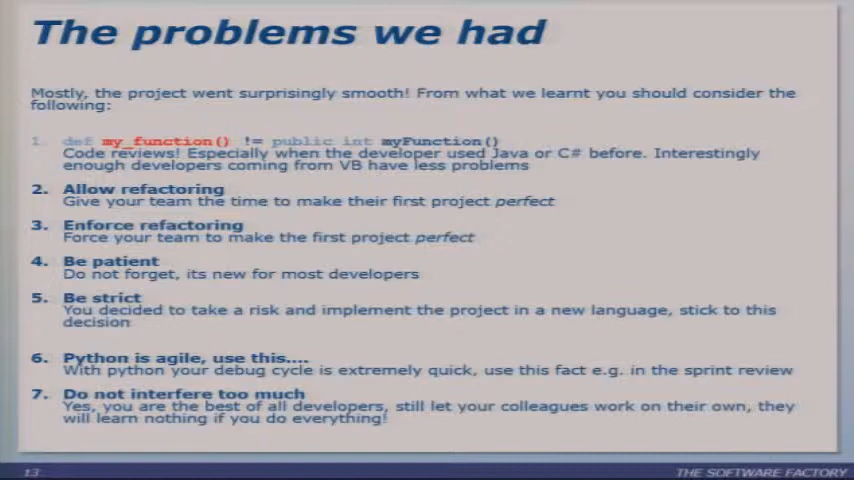 The problems we had
Mostly, the project went surprisingly smooth! From what we learnt you should consider the
following:
1. def my_function() != public int myFunction()
Code reviews! Especially when the developer used Java or C# before. Interestingly
enough developers coming from VB have less problems
2. Allow refactoring
Give your team the time to make their first project perfect
3. Enforce refactoring
Force your team to make the first project perfect
4. Be patient
Do not forget, its new for most developers
5. Be strict
You decided to take a risk and implement the project in a new language, stick to this
decision
6. Python is agile, use this....
With python your debug cycle is extremely quick, use this fact e.g. in the sprint review
7. Do not interfere too much
Yes, you are the best of all developers, still let your colleagues work on their own, they
will learn nothing if you do everything!
13
THE SOFTWARE FACTORY